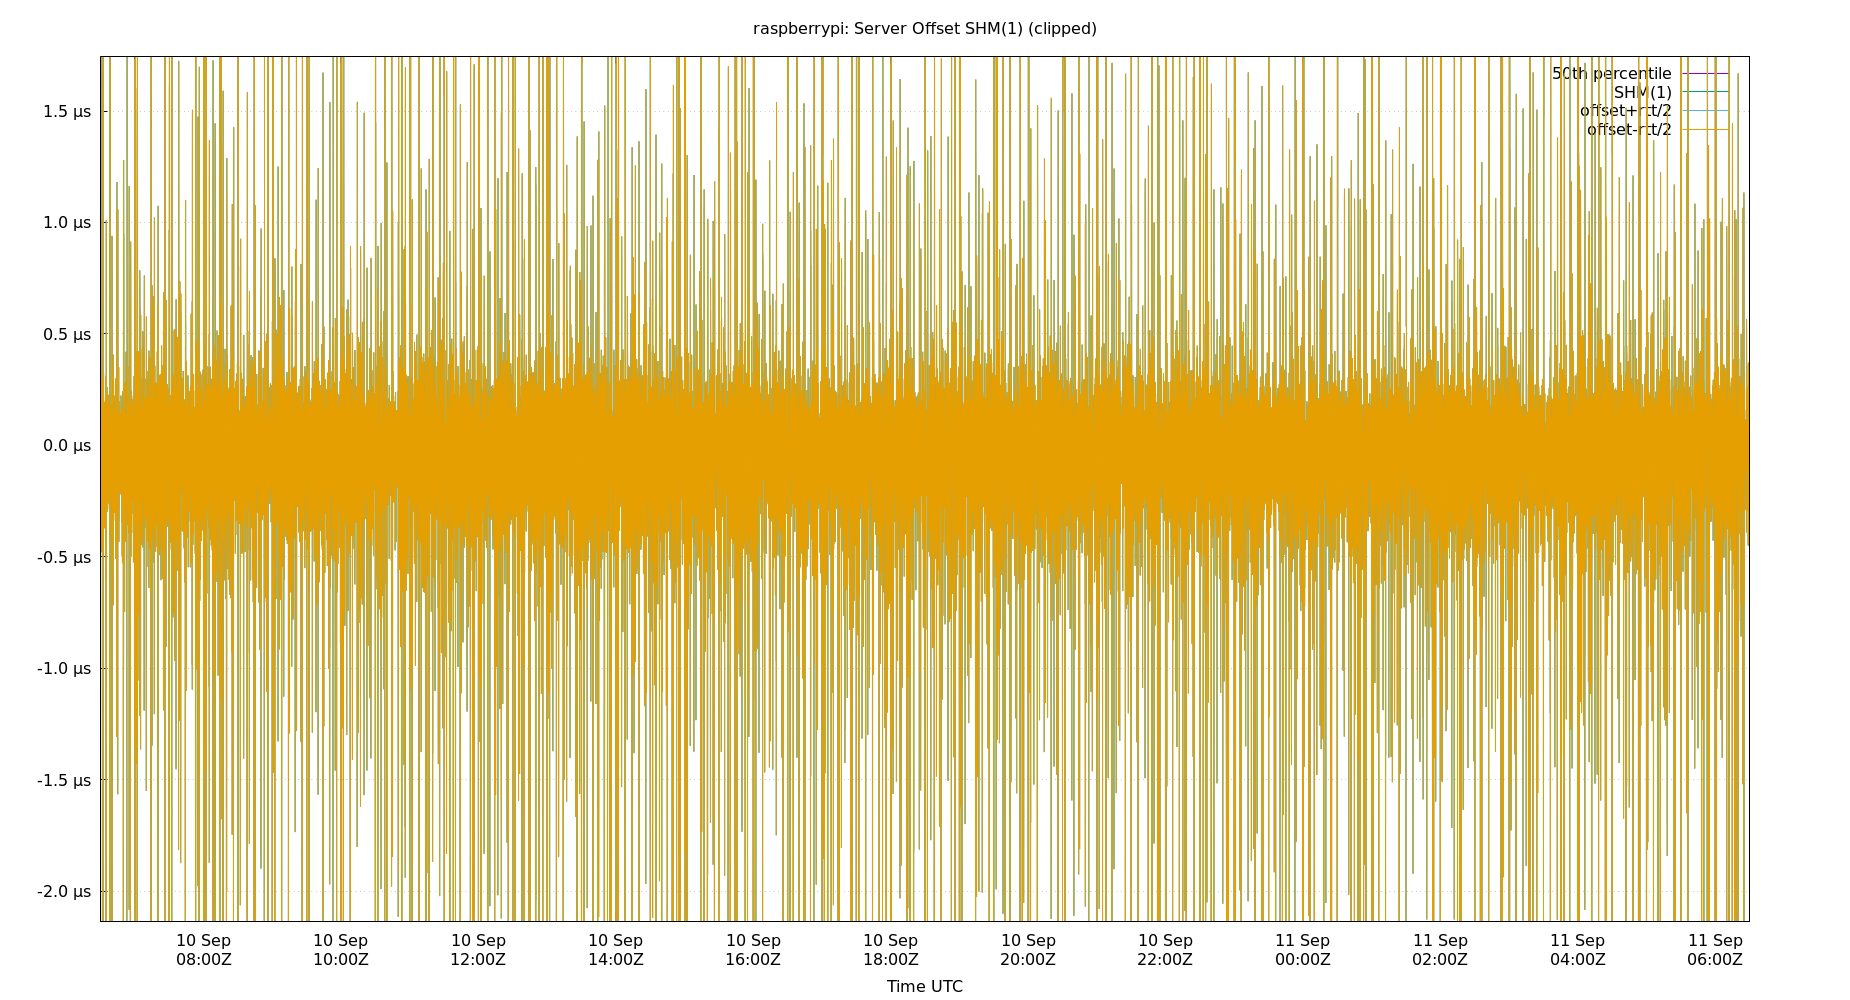 raspberrypi: Server Offset SHM(1) (clipped)
50th percentile
SHM(1)
offset+rtt/2
offset-rtt/2
1.5 µs
1.0 µs
0.5 µs
0.0 µs
-0.5 µs
-1.0 µs
-1.5 µs
-2.0 µs
10 Sep 10 Sep 10 Sep 10 Sep 10 Sep 10 Sep 10 Sep 10 Sep 11 Sep 11 Sep 11 Sep 11 Sep
08:00Z 10:00Z 12:00Z 14:00Z 16:00Z 18:00Z 20:00Z 22:00Z 00:00Z 02:00Z 04:00Z 06:00Z
Time UTC